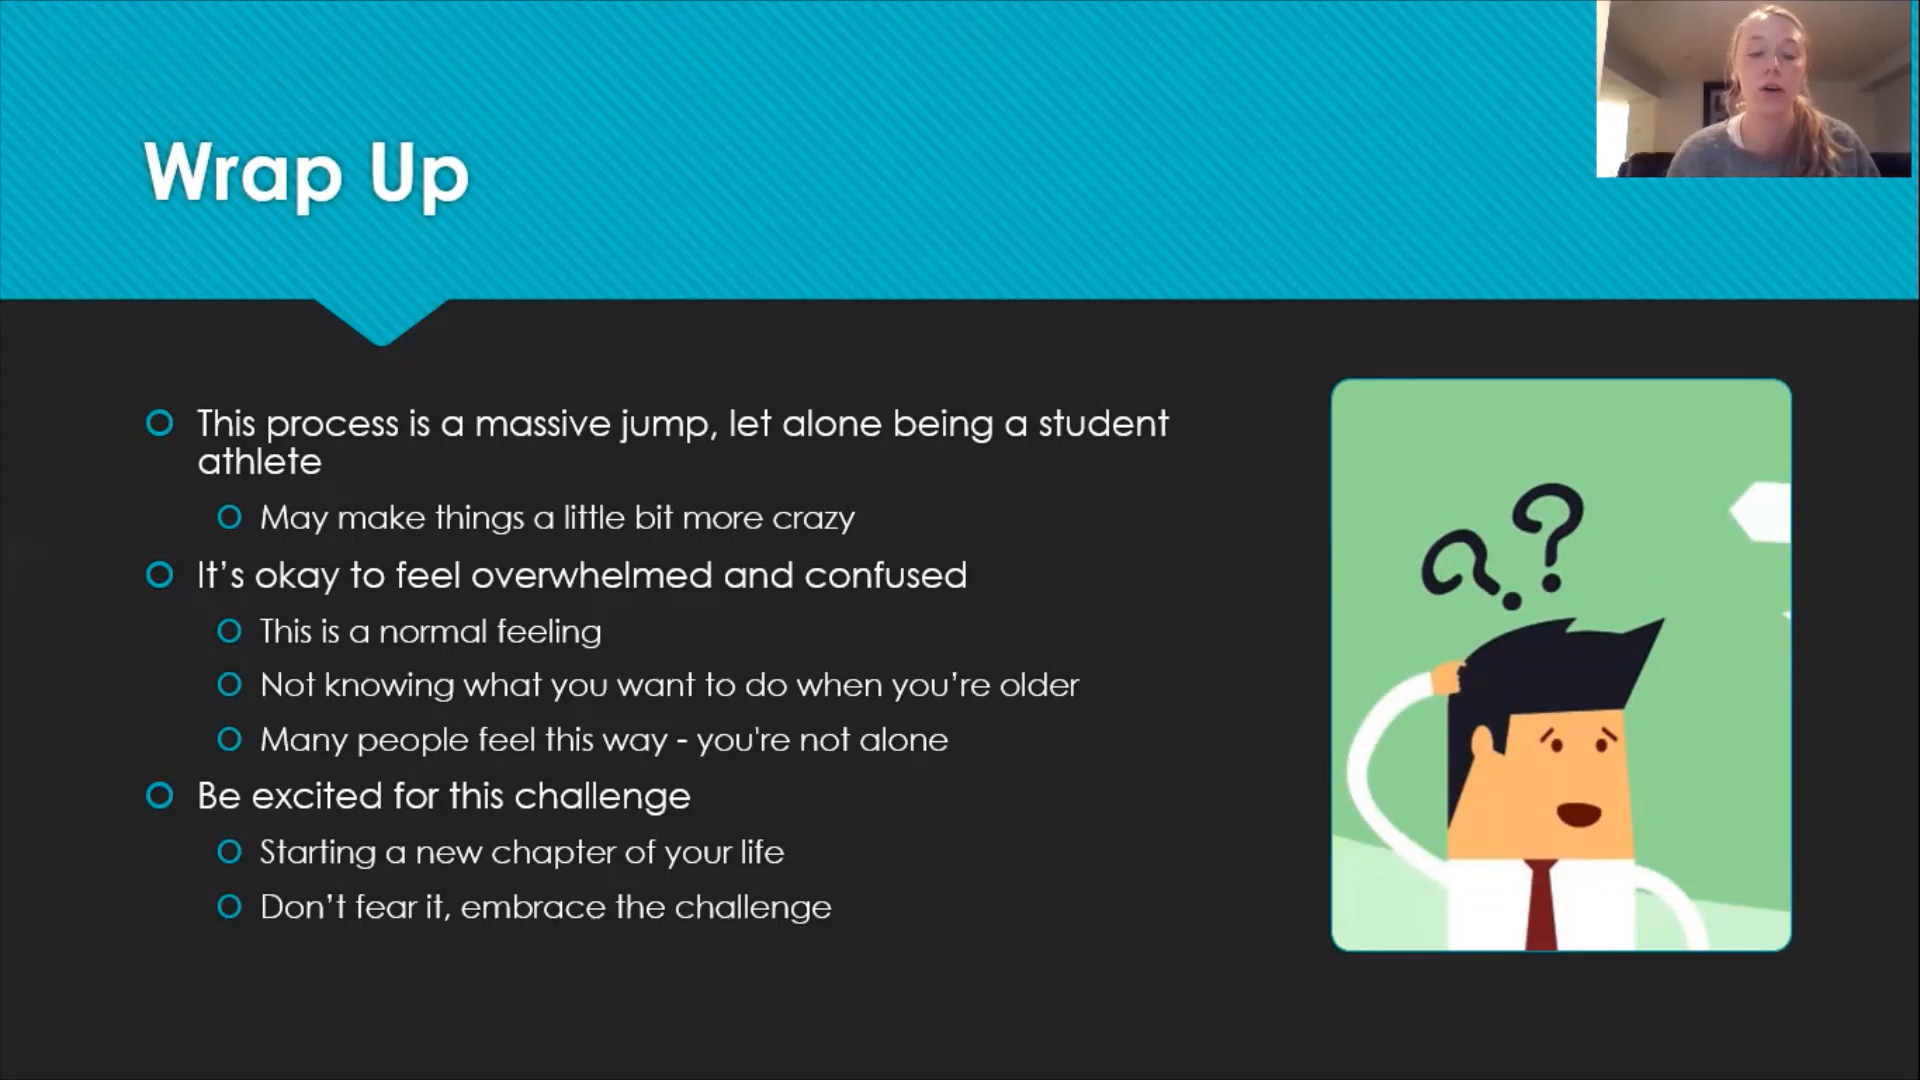 Wrap Up
This process is a massive jump, let alone being a student
athlete
May make things a little bit more crazy
It’s okay to feel overwhelmed and confused
This is a normal feeling
Not knowing what you want to do when you’re older
Many people feel this way - you're not alone
Be excited for this challenge
Starting a new chapter of your life
Don’t fear it, embrace the challenge
??